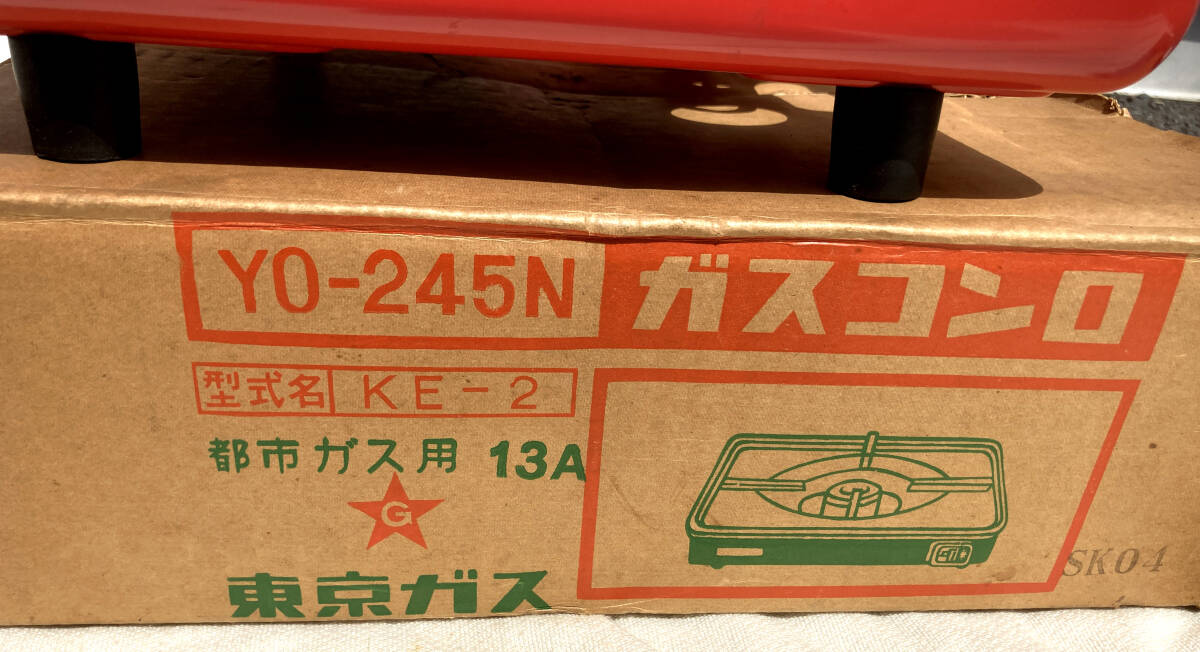 YO-245N ガスコンロ
型式名 KE-2
都市ガス用 13A
G
東京ガス
SK04